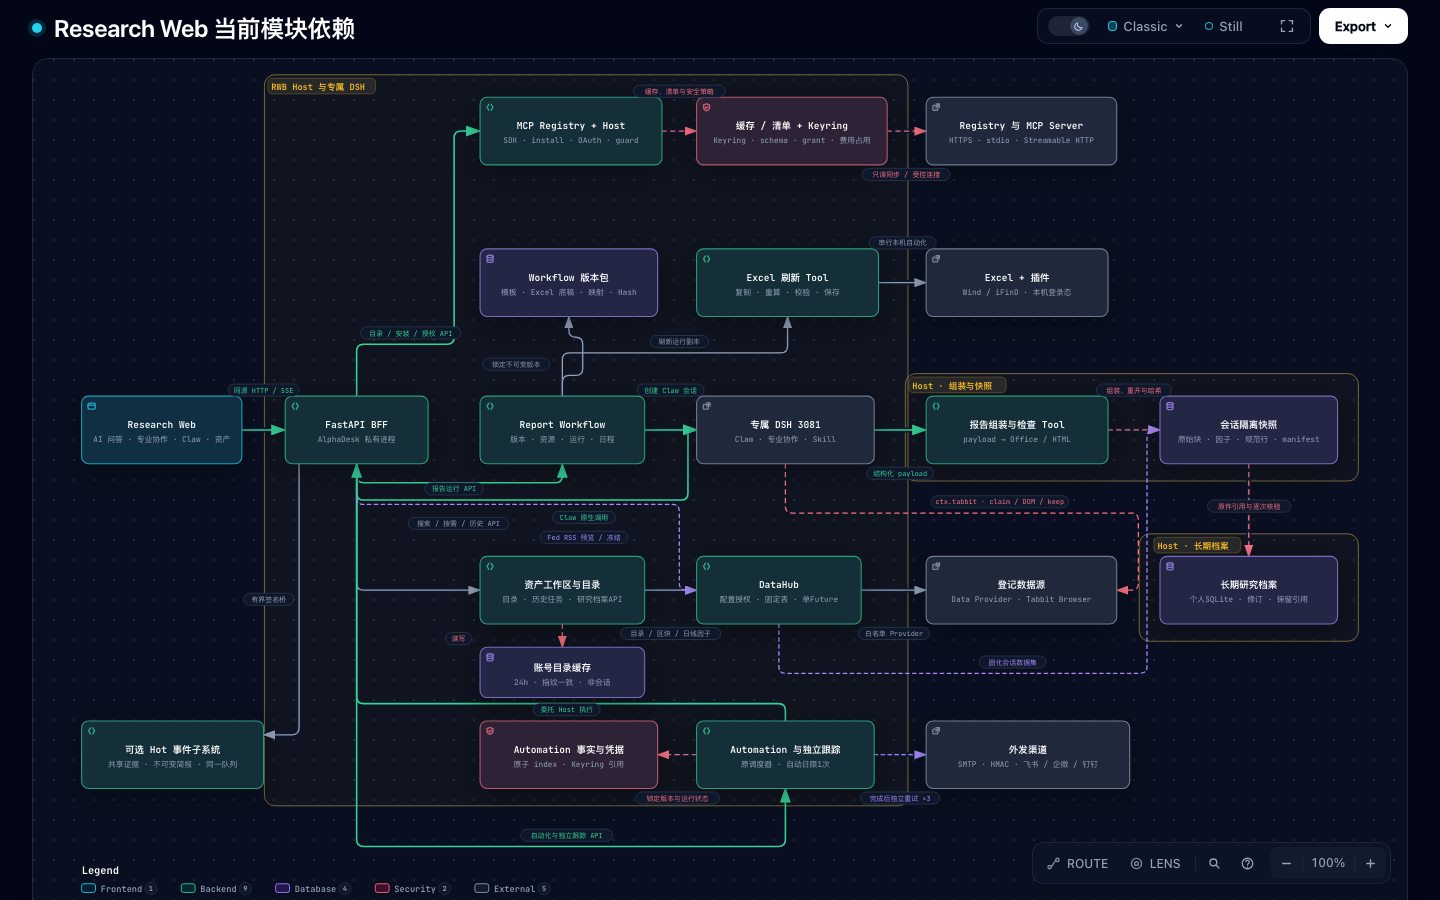 Research Web 当前模块依赖
Classic
Still
Export
RWB Host 与专属 DSH
缓存、清单与安全策略
MCP Registry + Host
SDK · install · OAuth · guard
缓存 / 清单 + Keyring
Keyring · schema · grant · 费用占用
Registry 与 MCP Server
HTTPS · stdio · Streamable HTTP
只读同步 / 受控连接
串行本机自动化
Workflow 版本包
模板 · Excel 底稿 · 映射 · Hash
Excel 刷新 Tool
复制 · 重算 · 校验 · 保存
Excel + 插件
Wind / iFinD · 本机登录态
目录 / 安装 / 授权 API
刷新运行副本
锁定不可变版本
同源 HTTP / SSE
创建 Claw 会话
Host · 组装与快照
组装、重开与哈希
Research Web
AI 问答 · 专业协作 · Claw · 资产
FastAPI BFF
AlphaDesk 私有进程
Report Workflow
版本 · 资源 · 运行 · 日程
专属 DSH 3081
Claw · 专业协作 · Skill
报告组装与检查 Tool
payload → Office / HTML
会话隔离快照
原始块 · 因子 · 规范行 · manifest
结构化 payload
报告运行 API
ctx.tabbit · claim / DOM / keep
原件引用与逐次核验
搜索 / 按需 / 历史 API
Claw 原生调用
Fed RSS 预览 / 冻结
Host · 长期档案
资产工作区与目录
目录 · 历史任务 · 研究档案API
DataHub
配置授权 · 固定表 · 单Future
登记数据源
Data Provider · Tabbit Browser
长期研究档案
个人SQLite · 修订 · 保留引用
有界签名桥
读写
目录 / 区块 / 日线因子
白名单 Provider
账号目录缓存
24h · 指纹一致 · 非会话
固化会话数据集
委托 Host 执行
可选 Hot 事件子系统
共享证据 · 不可变简报 · 同一队列
Automation 事实与凭据
原子 index · Keyring 引用
Automation 与独立跟踪
原调度器 · 自动日限1次
外发渠道
SMTP · HMAC · 飞书 / 企微 / 钉钉
锁定版本与运行状态
完成后独立重试 ×3
自动化与独立跟踪 API
ROUTE
LENS
100%
Legend
Frontend 1
Backend 9
Database 4
Security 2
External 5